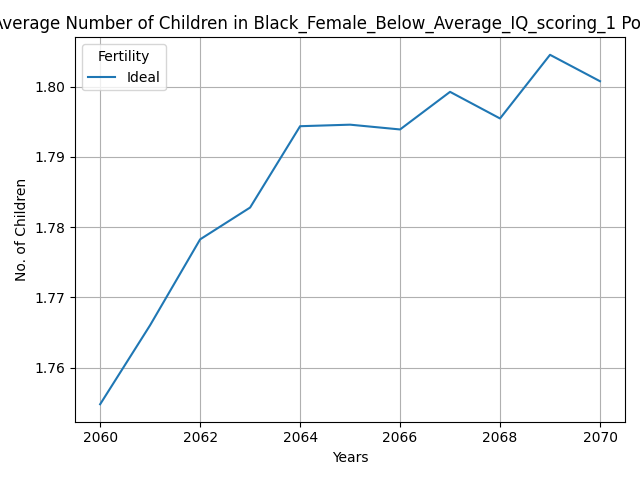 Average Number of Children in Black_Female_Below_Average_IQ_scoring_1 Po
Fertility
Ideal
1.80
1.79
1.78
1.77
1.76
No. of Children
2060
2062
2064
2066
2068
2070
Years